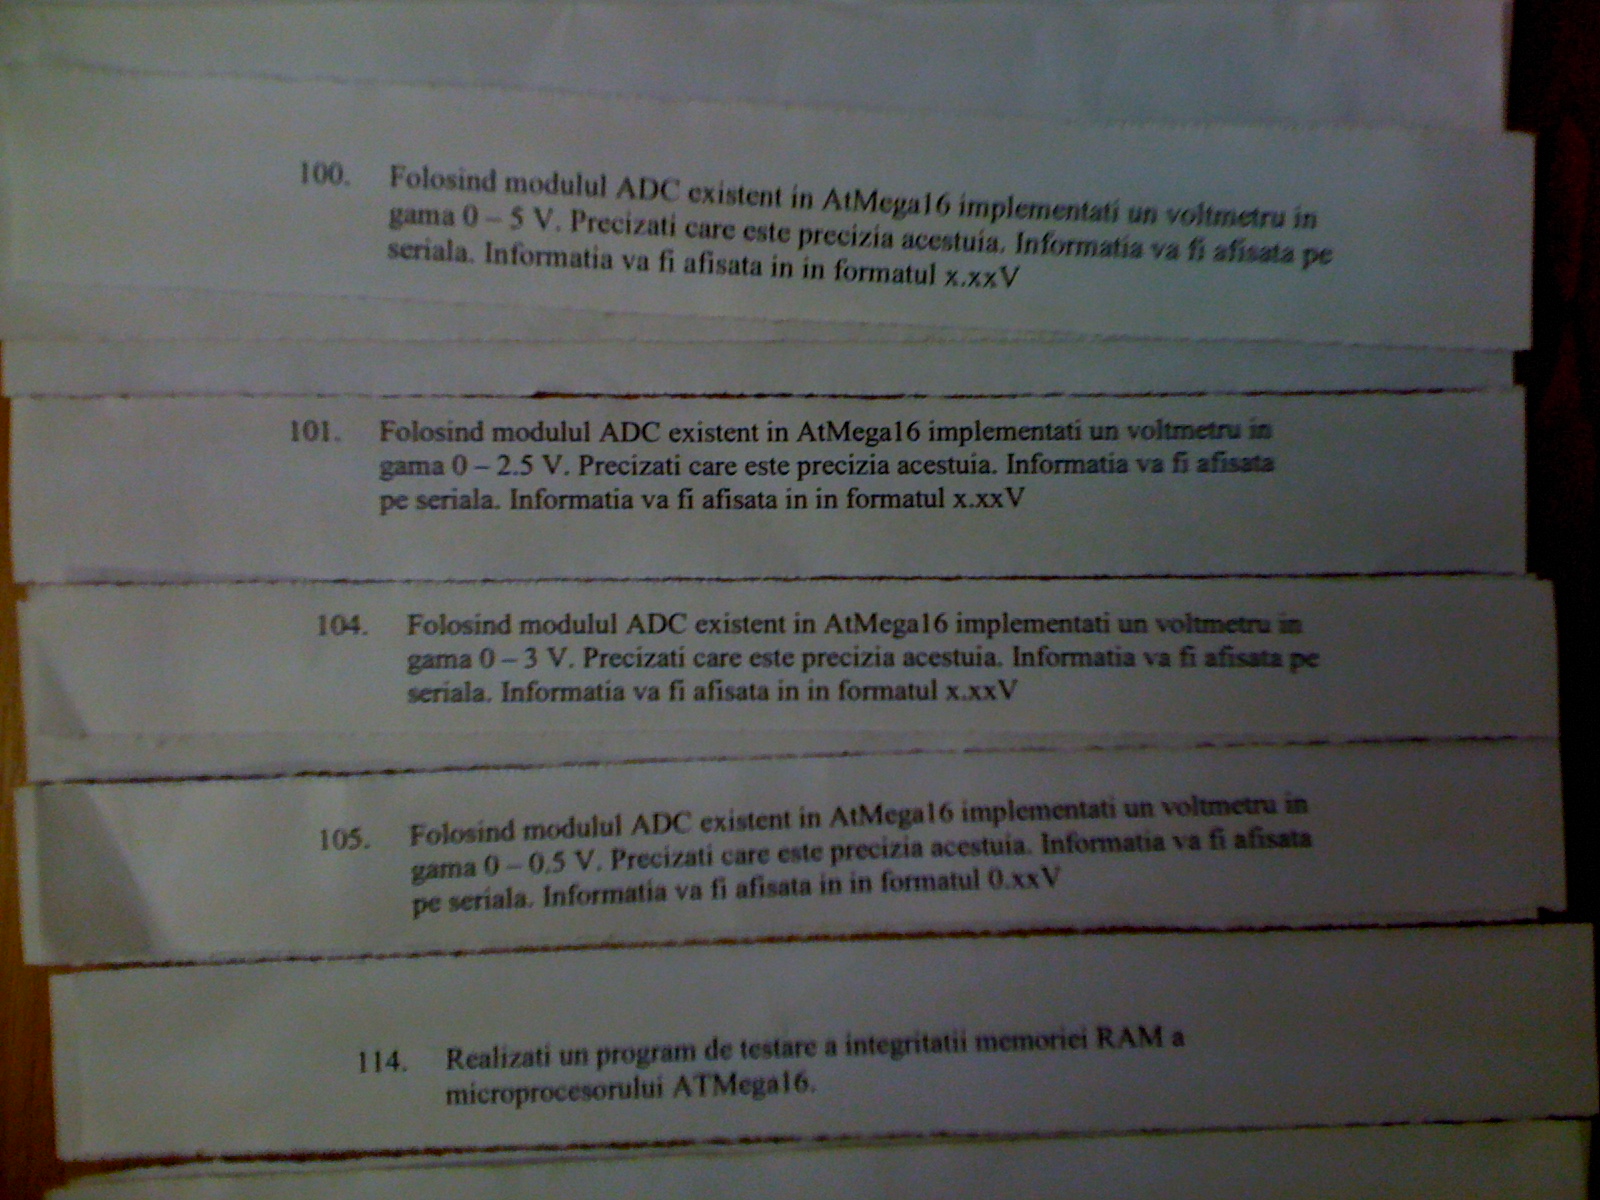 100. Folosind modulul ADC existent in AtMega16 implementati un voltmetru in
gama 0 – 5 V. Precizati care este precizia acestuia. Informatia va fi afisata pe
seriala. Informatia va fi afisata in in formatul x.xxV
101. Folosind modulul ADC existent in AtMega16 implementati un voltmetru in
gama 0 – 2.5 V. Precizati care este precizia acestuia. Informatia va fi afisata
pe seriala. Informatia va fi afisata in in formatul x.xxV
104. Folosind modulul ADC existent in AtMega16 implementati un voltmetru in
gama 0 – 3 V. Precizati care este precizia acestuia. Informatia va fi afisata pe
seriala. Informatia va fi afisata in in formatul x.xxV
105. Folosind modulul ADC existent in AtMega16 implementati un voltmetru in
gama 0 – 0.5 V. Precizati care este precizia acestuia. Informatia va fi afisata
pe seriala. Informatia va fi afisata in in formatul 0.xxV
114. Realizati un program de testare a integritatii memoriei RAM a
microprocesorului ATMega16.